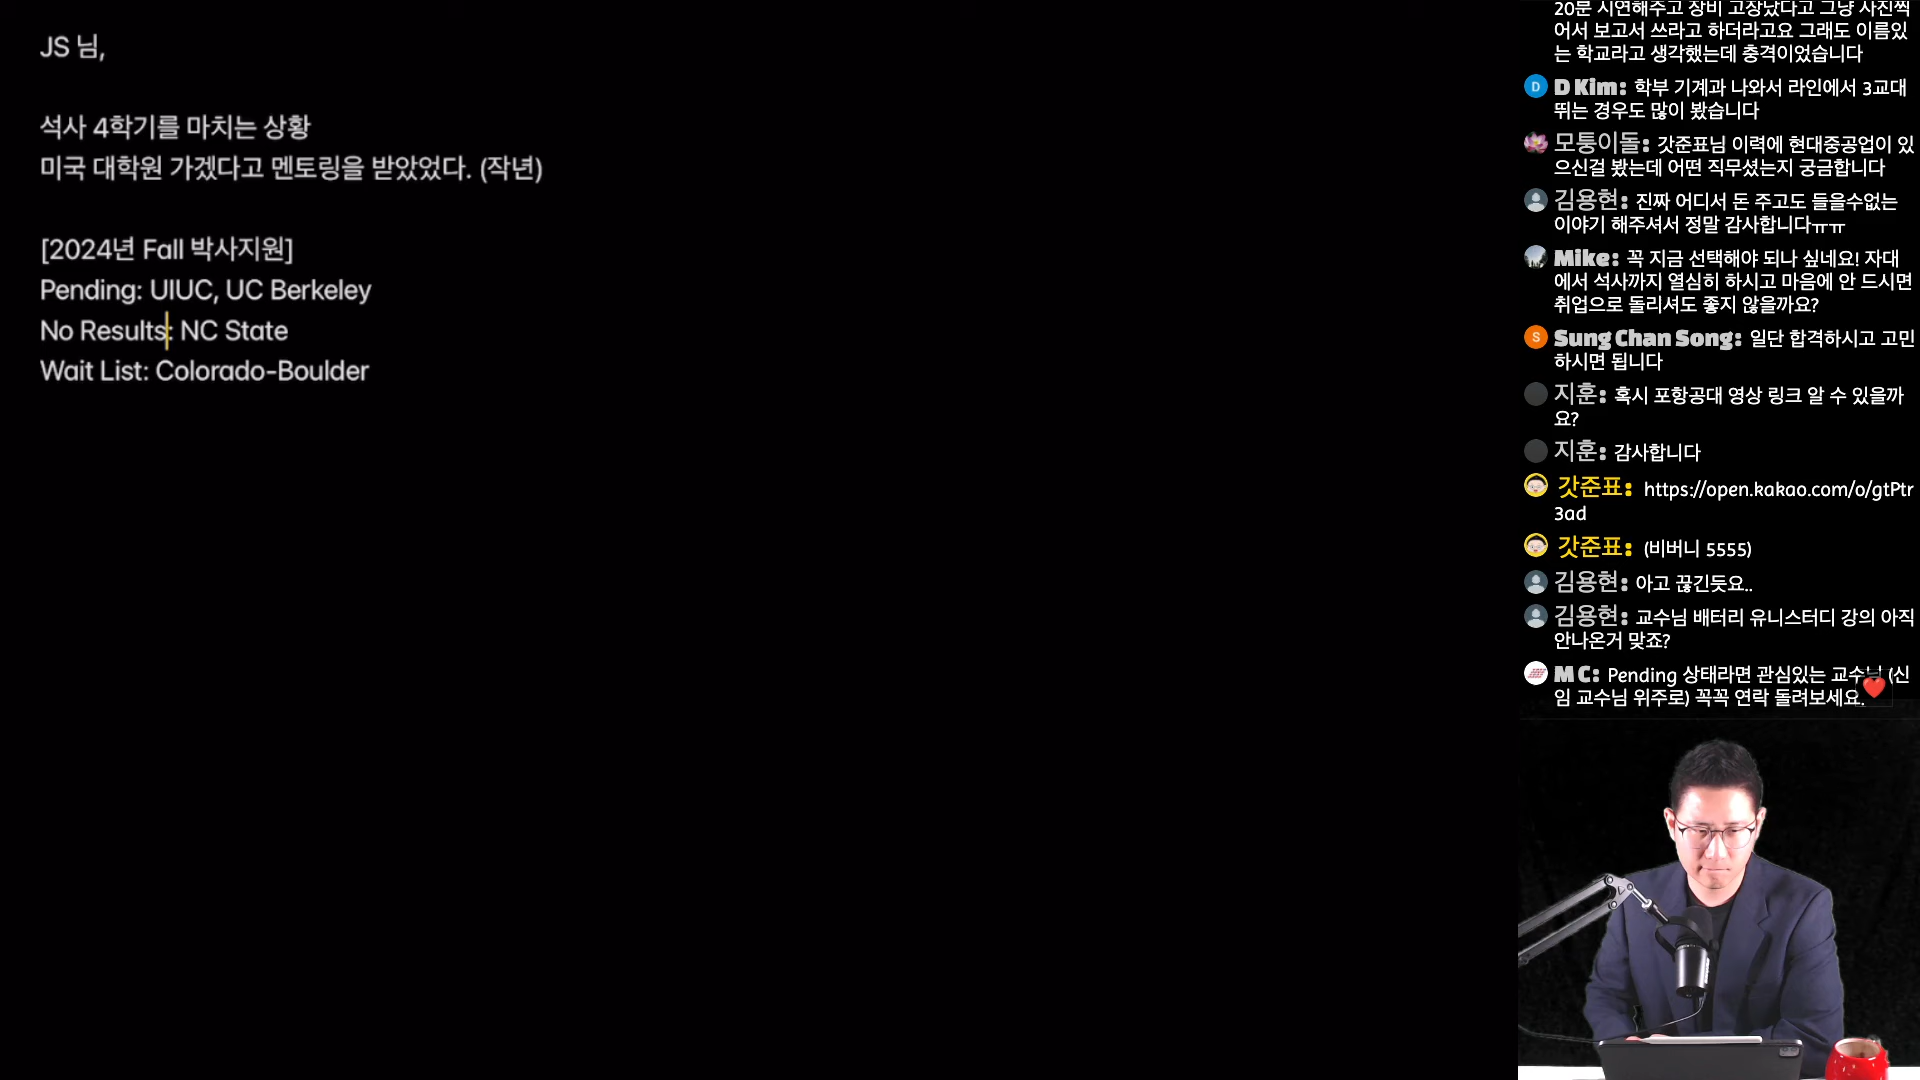 JS 님,
석사 4학기를 마치는 상황
미국 대학원 가겠다고 멘토링을 받았었다. (작년)
[2024년 Fall 박사지원]
Pending: UIUC, UC Berkeley
No Results: NC State
Wait List: Colorado-Boulder
20분 시연해주고 장비 고장났다고 그냥 사진찍
어서 보고서 쓰라고 하더라고요 그래도 이름있
는 학교라고 생각했는데 충격이었습니다
D Kim: 학부 기계과 나와서 라인에서 3교대
뛰는 경우도 많이 봤습니다
모퉁이돌: 갓준표님 이력에 현대중공업이 있
으신걸 봤는데 어떤 직무셨는지 궁금합니다
김용현: 진짜 어디서 돈 주고도 들을수없는
이야기 해주셔서 정말 감사합니다ㅠㅠ
Mike: 꼭 지금 선택해야 되나 싶네요! 자대
에서 석사까지 열심히 하시고 마음에 안 드시면
취업으로 돌리셔도 좋지 않을까요?
Sung Chan Song: 일단 합격하시고 고민
하시면 됩니다
지훈: 혹시 포항공대 영상 링크 알 수 있을까
요?
지훈: 감사합니다
갓준표: https://open.kakao.com/o/gtPtr
3ad
갓준표: (비버니 5555)
김용현: 아고 끊긴듯요..
김용현: 교수님 배터리 유니스터디 강의 아직
안나온거 맞죠?
M C: Pending 상태라면 관심있는 교수님 (신
임 교수님 위주로) 꼭꼭 연락 돌려보세요.